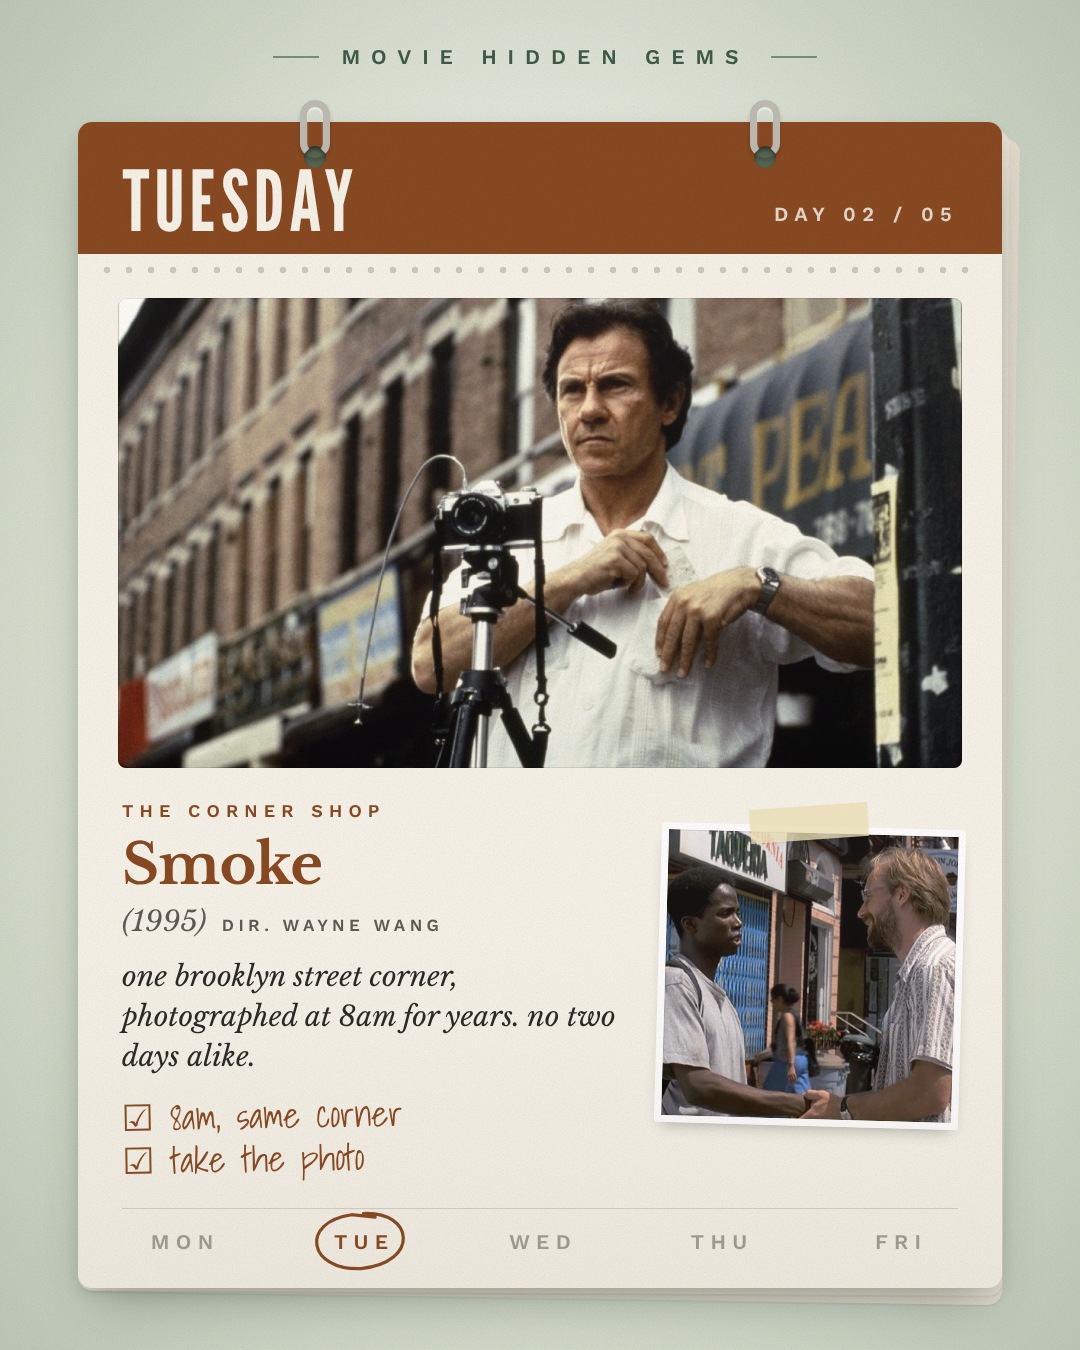 MOVIE HIDDEN GEMS
TUESDAY
DAY 02 / 05
PEA
THE CORNER SHOP
Smoke
(1995) DIR. WAYNE WANG
one brooklyn street corner,
photographed at 8am for years. no two
days alike.
☑ 8am, same corner
☑ take the photo
TAQUERIA
MON TUE WED THU FRI